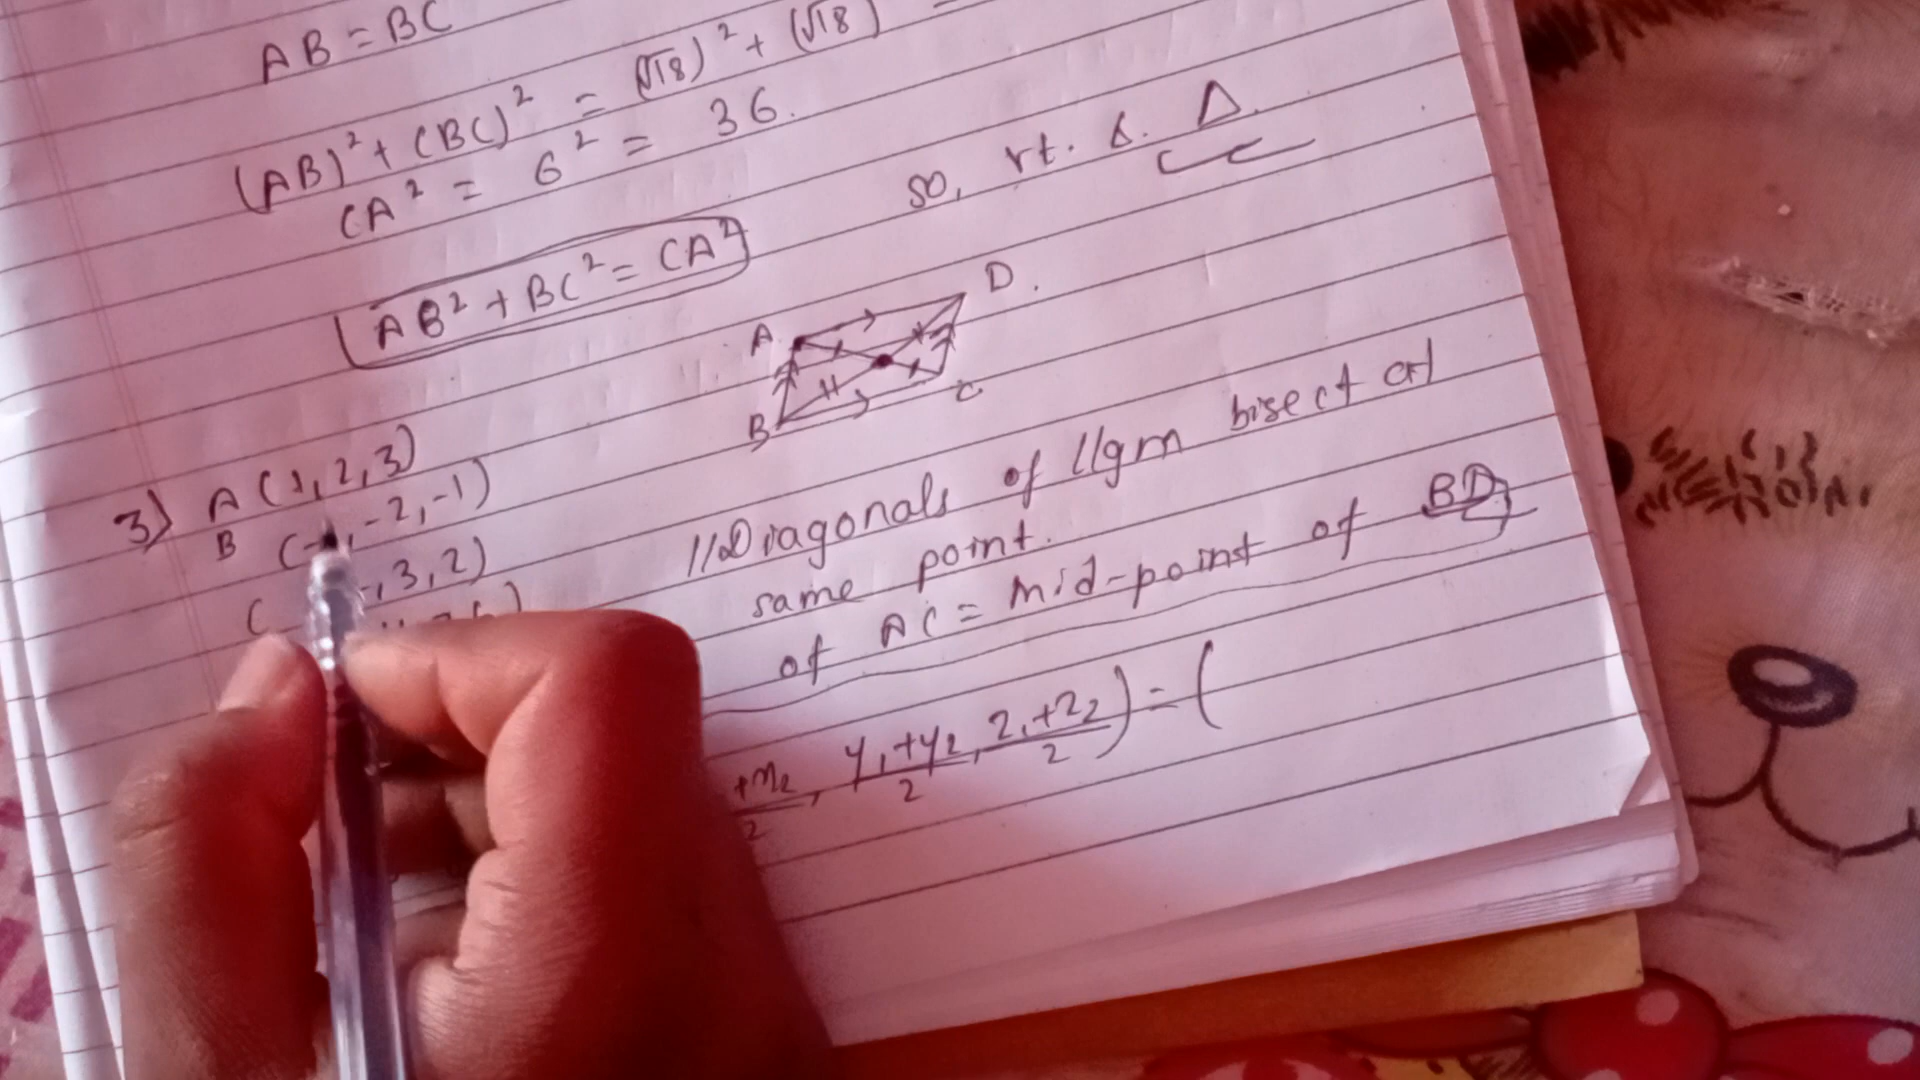 AB = BC
(AB)² + (BC)² = (√18)² + (√18)
CA² = 6² = 36.
so, rt. ∠. Δ.
AB² + BC² = CA²
A D.
B C
3) A (1, 2, 3)
B (-1, -2, -1)
C , 3, 2)
//Diagonals of ||gm bisect at
same point.
of AC = Mid-point of BD
+x₂/2, y₁+y₂/2, z₁+z₂/2) = (